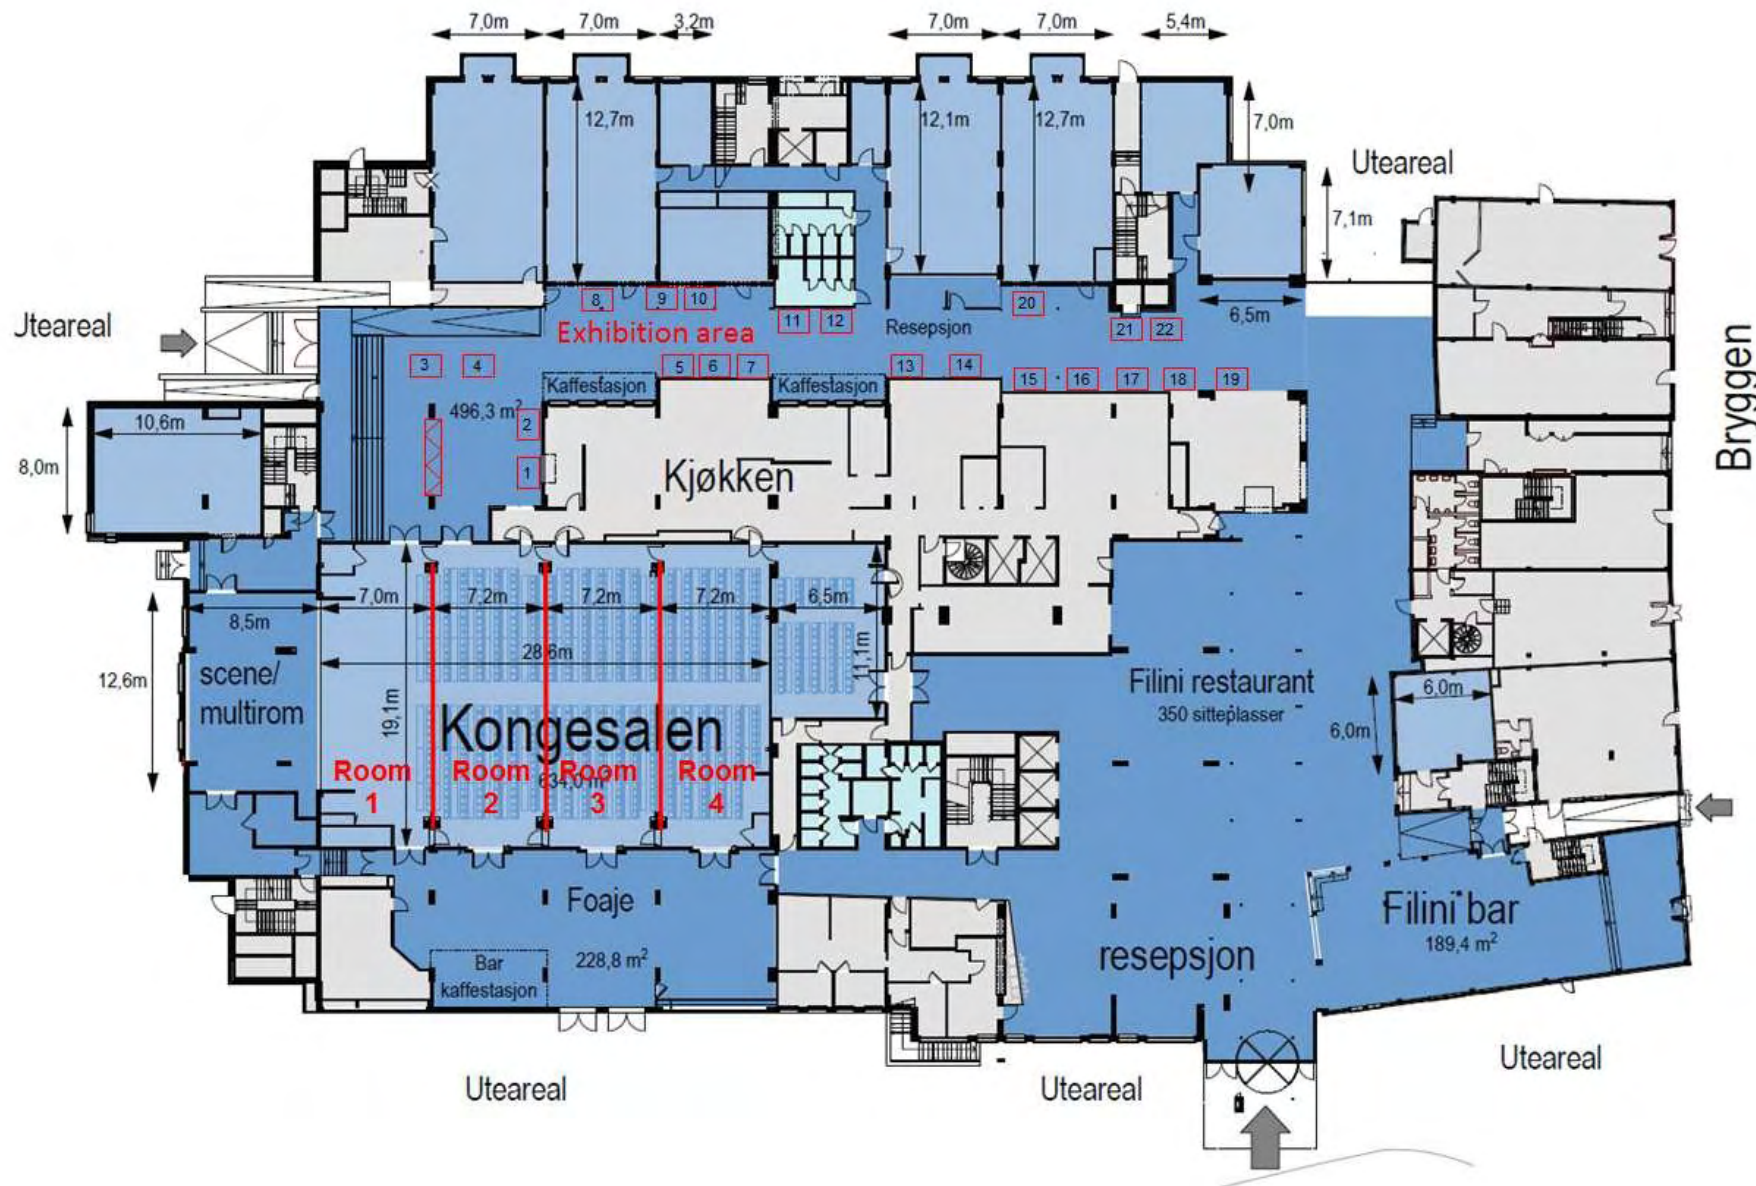 7,0m 7,0m 3,2m 7,0m 7,0m 5,4m
12,7m 12,1m 12,7m 7,0m
Uteareal
7,1m
8 9 10 20
11 12 Resepsjon 21 22 6,5m
Jteareal
Exhibition area
3 4 5 6 7 13 14
Kaffestasjon Kaffestasjon 15 16 17 18 19
10,6m 496,3 m² 2
8,0m 1
Kjøkken
Bryggen
7,0m 7,2m 7,2m 7,2m 6,5m
8,5m
28,6m 11,1m
12,6m scene/
multirom
19,1m
Filini restaurant
350 sitteplasser
6,0m
6,0m
Kongesalen
Room Room Room Room
634,0 m²
1 2 3 4
Foaje
Filini bar
189,4 m²
228,8 m²
resepsjon
Bar
kaffestasjon
Uteareal Uteareal Uteareal